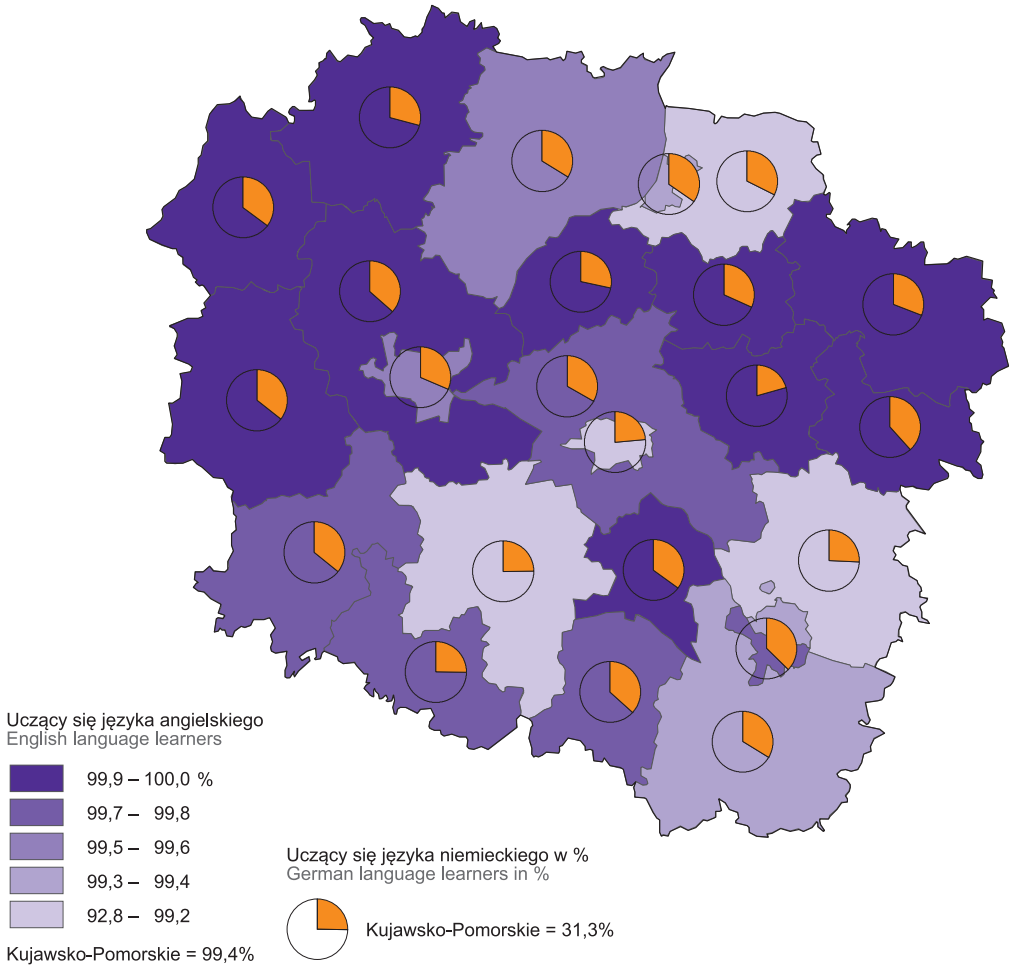 Uczący się języka angielskiego
English language learners
99,9 – 100,0 %
99,7 – 99,8
99,5 – 99,6
99,3 – 99,4
92,8 – 99,2
Kujawsko-Pomorskie = 99,4%
Uczący się języka niemieckiego w %
German language learners in %
Kujawsko-Pomorskie = 31,3%